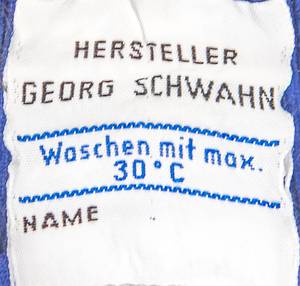 HERSTELLER
GEORG SCHWAHN
Waschen mit max.
30°C
NAME